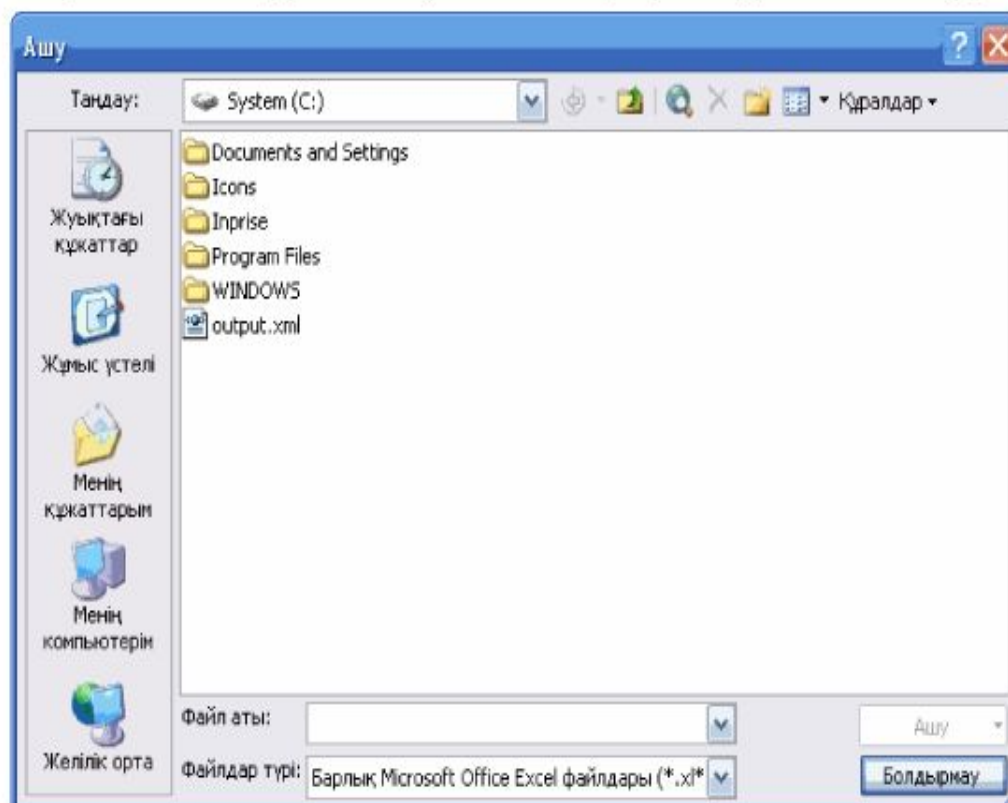 Ашу
Таңдау:
System (C:)
Құралдар
Documents and Settings
Icons
Inprise
Program Files
WINDOWS
output.xml
Жуықтағы
құжаттар
Жұмыс үстелі
Менің
құжаттарым
Менің
компьютерім
Желілік орта
Файл аты:
Ашу
Файлдар түрі:
Барлық Microsoft Office Excel файлдары (*.xl*
Болдырмау